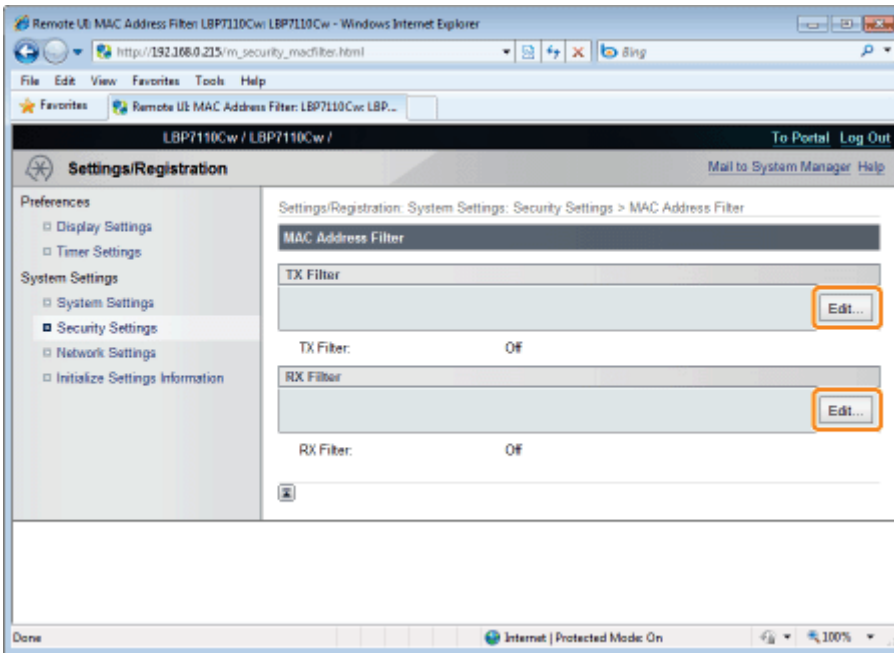 Remote UI: MAC Address Filter: LBP7110Cw: LBP7110Cw - Windows Internet Explorer
http://192.168.0.215/m_security_macfilter.html
Bing
File Edit View Favorites Tools Help
Favorites
Remote UI: MAC Address Filter: LBP7110Cw: LBP...
LBP7110Cw / LBP7110Cw /
To Portal Log Out
Settings/Registration
Mail to System Manager Help
Preferences
Display Settings
Timer Settings
System Settings
System Settings
Security Settings
Network Settings
Initialize Settings Information
Settings/Registration: System Settings: Security Settings > MAC Address Filter
MAC Address Filter
TX Filter
Edit...
TX Filter: Off
RX Filter
Edit...
RX Filter: Off
Done
Internet | Protected Mode: On
100%